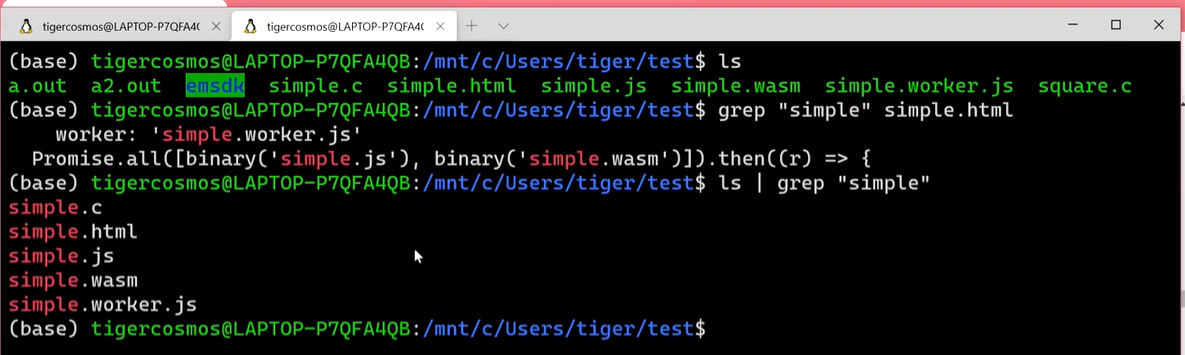 tigercosmos@LAPTOP-P7QFA4( tigercosmos@LAPTOP-P7QFA4(
(base) tigercosmos@LAPTOP-P7QFA4QB:/mnt/c/Users/tiger/test$ ls
a.out a2.out emsdk simple.c simple.html simple.js simple.wasm simple.worker.js square.c
(base) tigercosmos@LAPTOP-P7QFA4QB:/mnt/c/Users/tiger/test$ grep "simple" simple.html
    worker: 'simple.worker.js'
  Promise.all([binary('simple.js'), binary('simple.wasm')]).then((r) => {
(base) tigercosmos@LAPTOP-P7QFA4QB:/mnt/c/Users/tiger/test$ ls | grep "simple"
simple.c
simple.html
simple.js
simple.wasm
simple.worker.js
(base) tigercosmos@LAPTOP-P7QFA4QB:/mnt/c/Users/tiger/test$